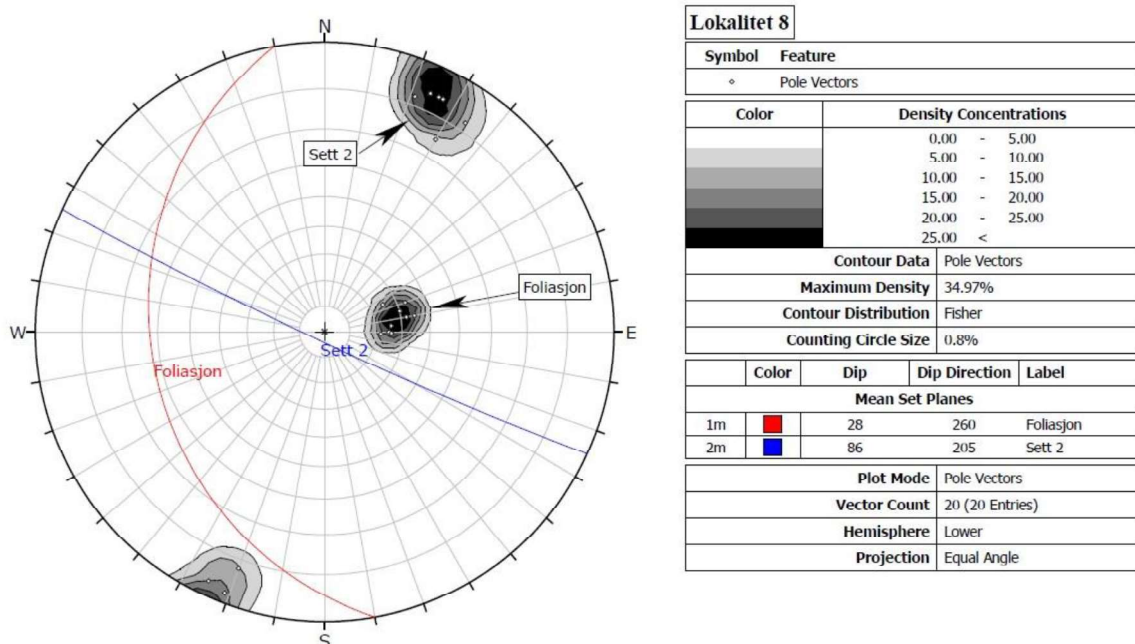 N
Sett 2
Foliasjon
W
E
Sett 2
Foliasjon
S
Lokalitet 8
Symbol Feature
Pole Vectors
Color Density Concentrations
0.00 - 5.00
5.00 - 10.00
10.00 - 15.00
15.00 - 20.00
20.00 - 25.00
25.00 <
Contour Data Pole Vectors
Maximum Density 34.97%
Contour Distribution Fisher
Counting Circle Size 0.8%
Color Dip Dip Direction Label
Mean Set Planes
1m 28 260 Foliasjon
2m 86 205 Sett 2
Plot Mode Pole Vectors
Vector Count 20 (20 Entries)
Hemisphere Lower
Projection Equal Angle